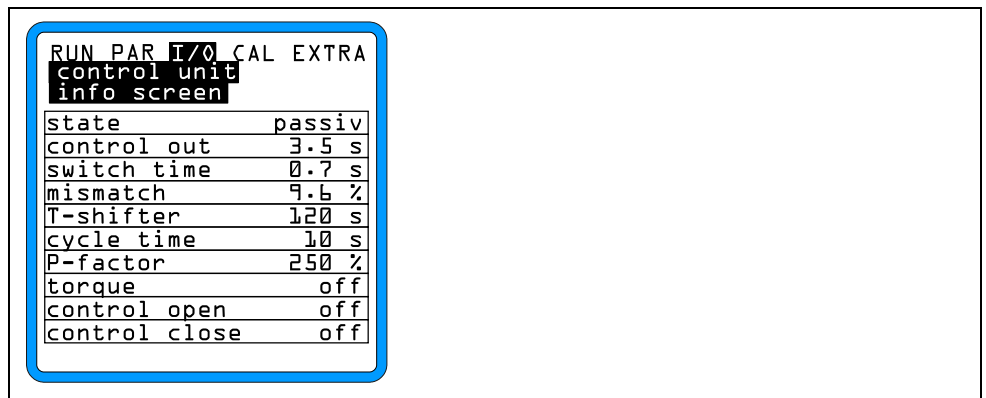 RUN PAR I/O CAL EXTRA
control unit
info screen
state passiv
control out 3.5 s
switch time 0.7 s
mismatch 9.6 %
T-shifter 120 s
cycle time 10 s
P-factor 250 %
torque off
control open off
control close off